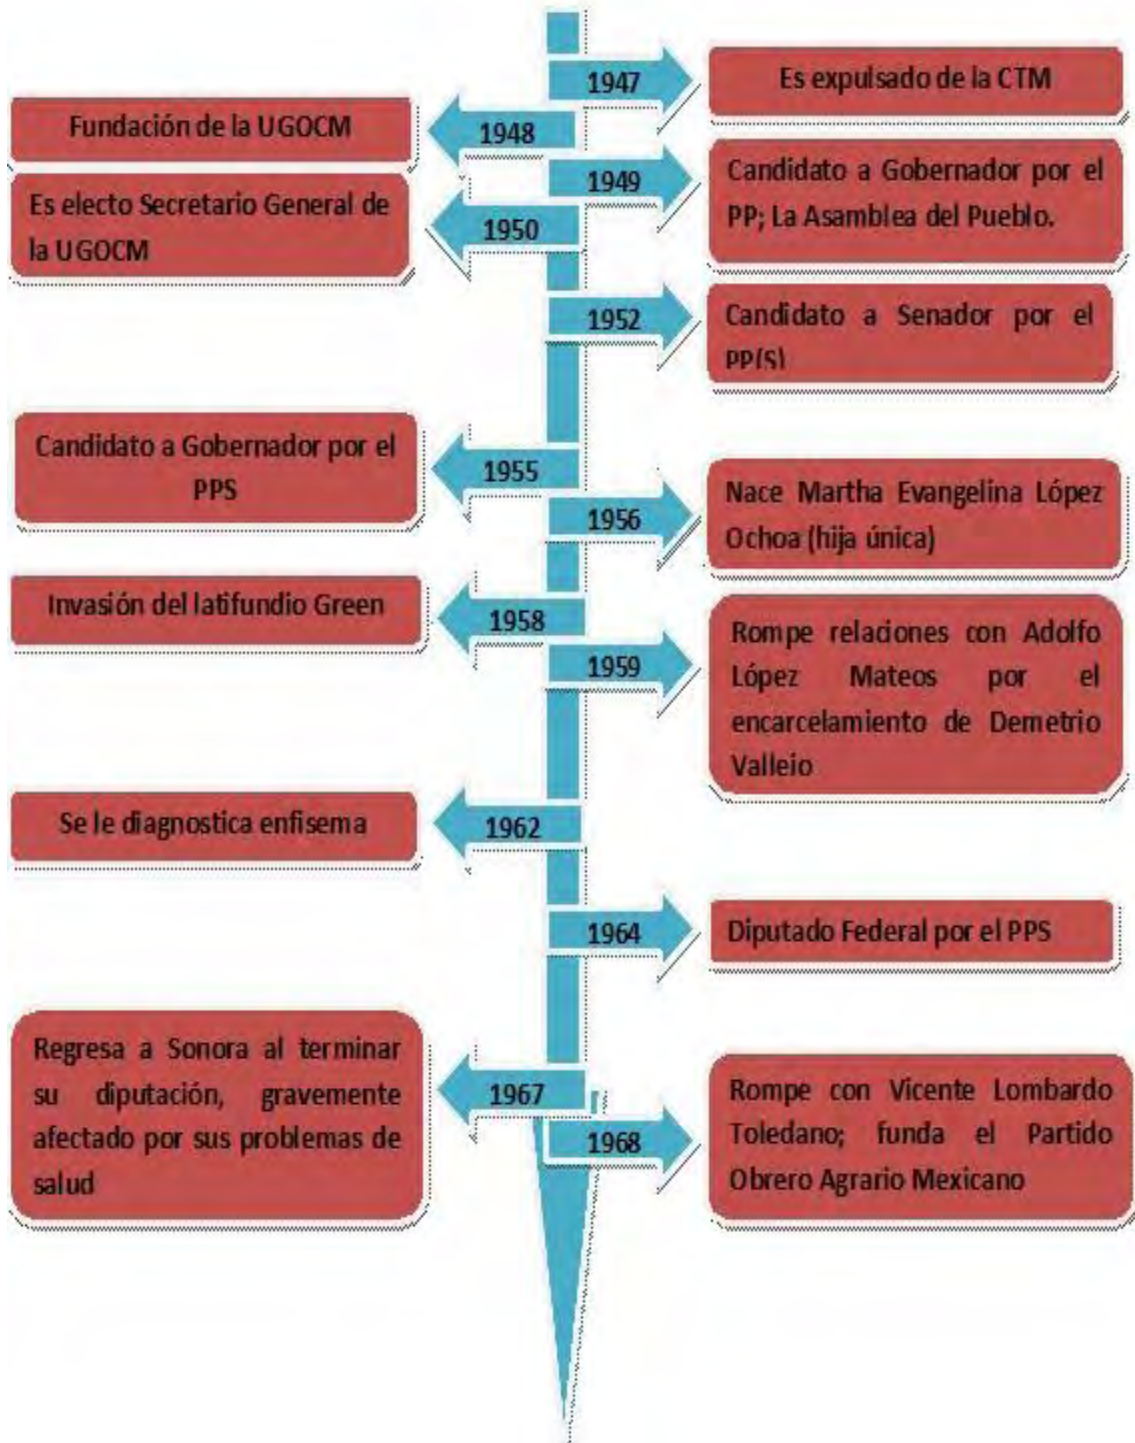 1947
Es expulsado de la CTM
1948
Fundación de la UGOCM
1949
Candidato a Gobernador por el
PP; La Asamblea del Pueblo.
1950
Es electo Secretario General de
la UGOCM
1952
Candidato a Senador por el
PP(S)
1955
Candidato a Gobernador por el
PPS
1956
Nace Martha Evangelina López
Ochoa (hija única)
1958
Invasión del latifundio Green
1959
Rompe relaciones con Adolfo
López Mateos por el
encarcelamiento de Demetrio
Vallejo
1962
Se le diagnostica enfisema
1964
Diputado Federal por el PPS
1967
Regresa a Sonora al terminar
su diputación, gravemente
afectado por sus problemas de
salud
1968
Rompe con Vicente Lombardo
Toledano; funda el Partido
Obrero Agrario Mexicano